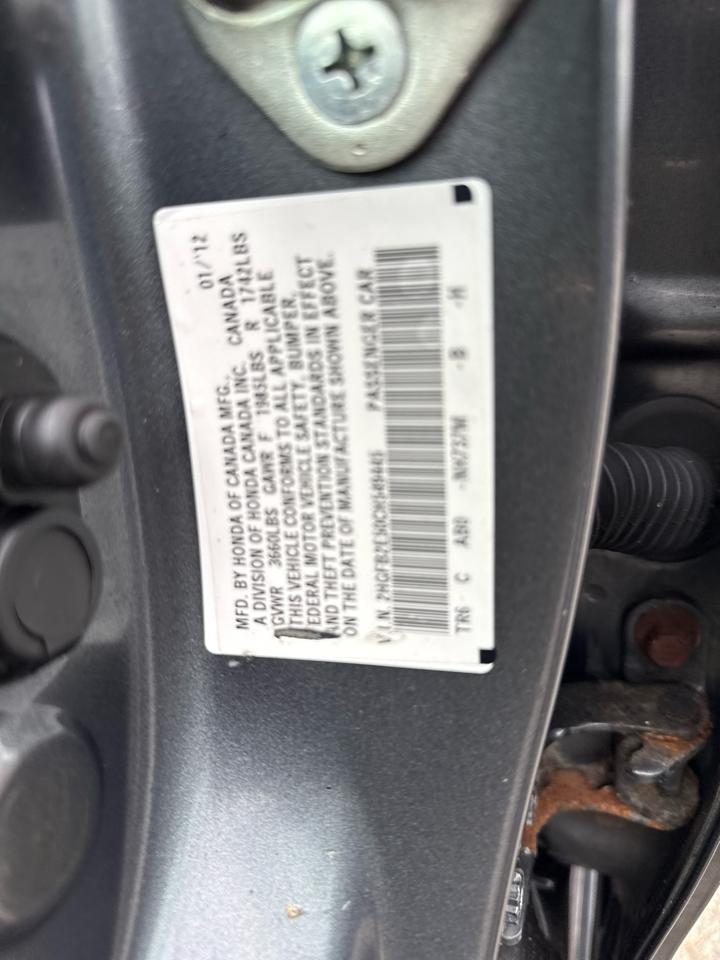 MFD. BY HONDA OF CANADA MFG., 01/'12
A DIVISION OF HONDA CANADA INC. CANADA
GVWR 3660LBS GAWR F 1985LBS R 1742LBS
THIS VEHICLE CONFORMS TO ALL APPLICABLE
FEDERAL MOTOR VEHICLE SAFETY, BUMPER,
AND THEFT PREVENTION STANDARDS IN EFFECT
ON THE DATE OF MANUFACTURE SHOWN ABOVE.
V.I.N. PASSENGER CAR
TR6 - C AB0 -B -H